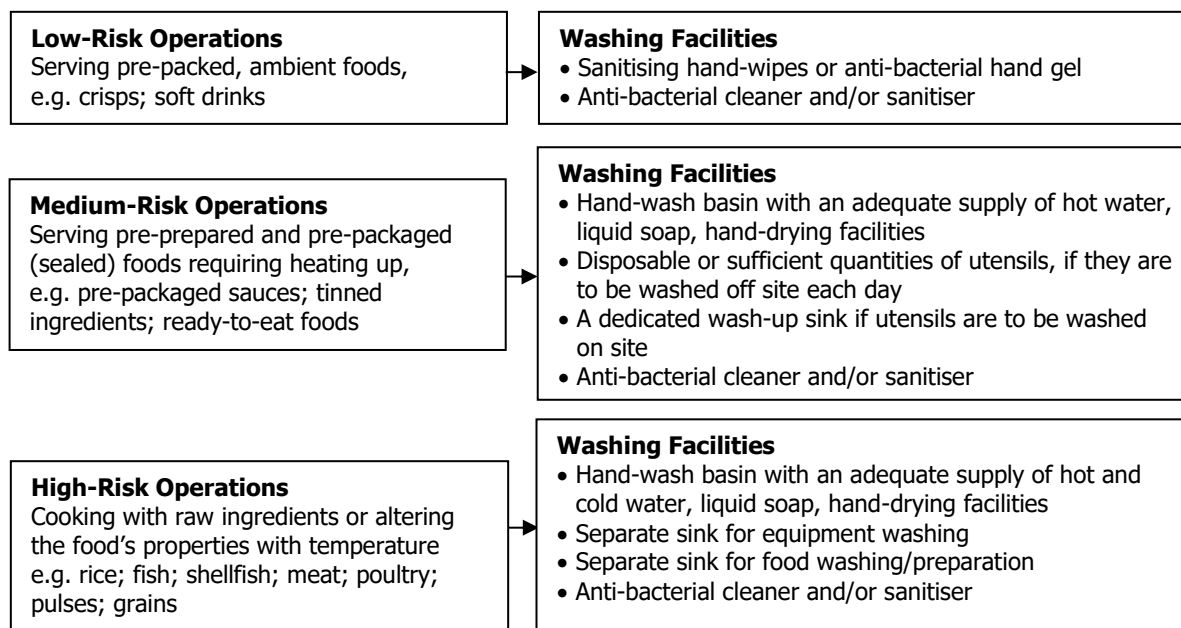 Low-Risk Operations
Serving pre-packed, ambient foods,
e.g. crisps; soft drinks
Washing Facilities
• Sanitising hand-wipes or anti-bacterial hand gel
• Anti-bacterial cleaner and/or sanitiser
Medium-Risk Operations
Serving pre-prepared and pre-packaged
(sealed) foods requiring heating up,
e.g. pre-packaged sauces; tinned
ingredients; ready-to-eat foods
Washing Facilities
• Hand-wash basin with an adequate supply of hot water,
liquid soap, hand-drying facilities
• Disposable or sufficient quantities of utensils, if they are
to be washed off site each day
• A dedicated wash-up sink if utensils are to be washed
on site
• Anti-bacterial cleaner and/or sanitiser
High-Risk Operations
Cooking with raw ingredients or altering
the food's properties with temperature
e.g. rice; fish; shellfish; meat; poultry;
pulses; grains
Washing Facilities
• Hand-wash basin with an adequate supply of hot and
cold water, liquid soap, hand-drying facilities
• Separate sink for equipment washing
• Separate sink for food washing/preparation
• Anti-bacterial cleaner and/or sanitiser